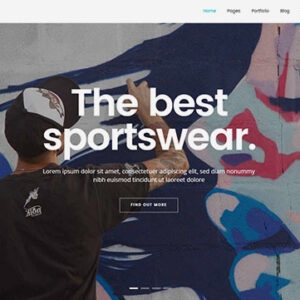 Home Pages Portfolio Blog
The best
sportswear.
Lorem ipsum dolor sit amet, consectetuer adipiscing elit, sed diam nonummy
nibh euismod tincidunt ut laoreet dolore
FIND OUT MORE